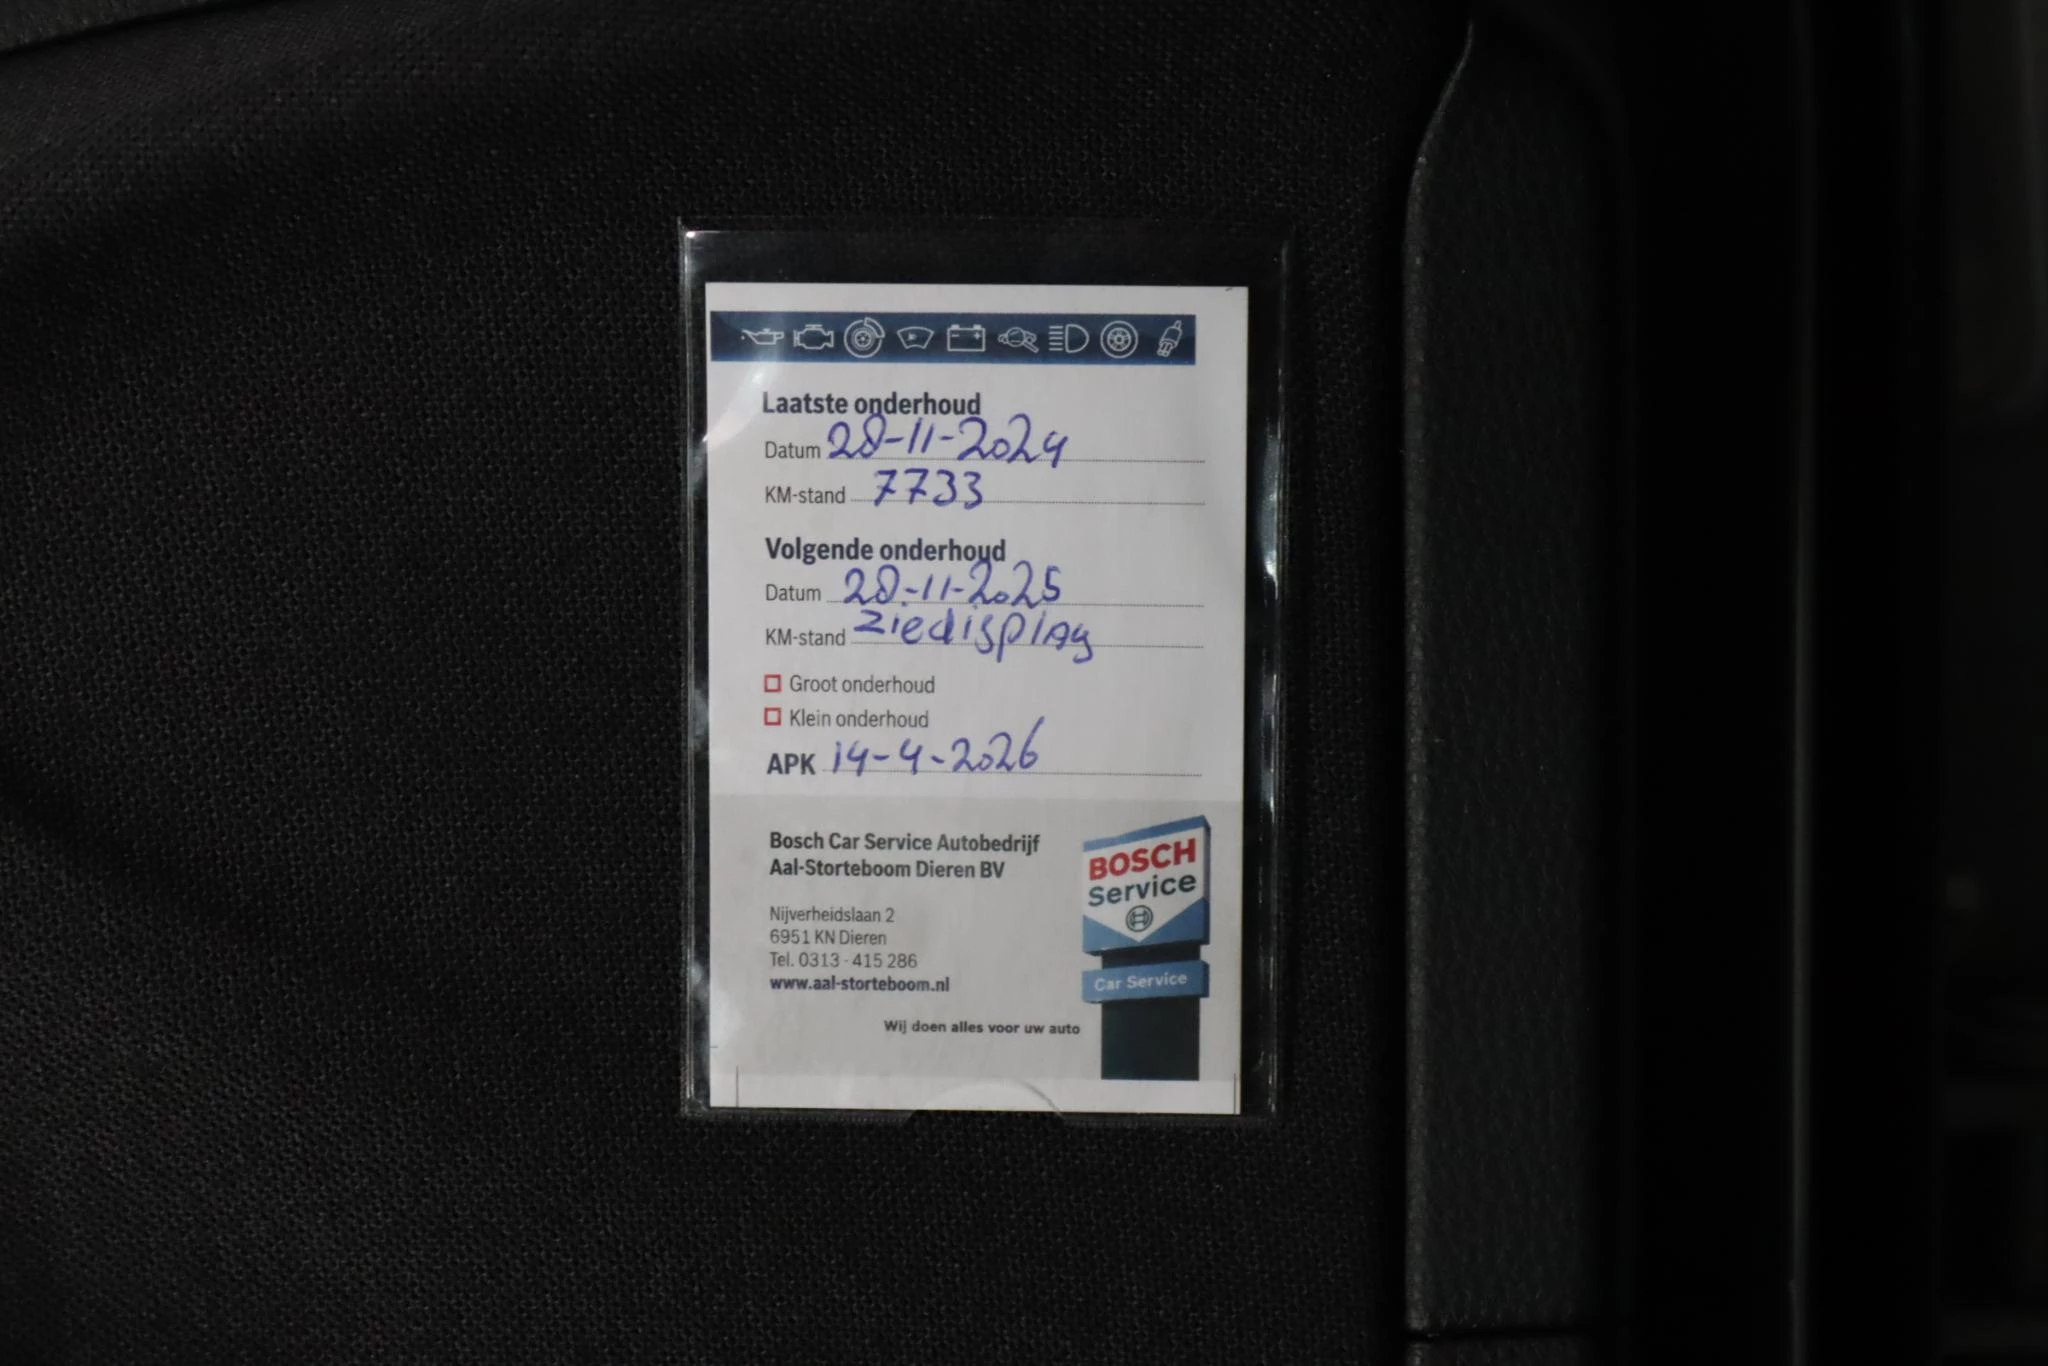 Laatste onderhoud
Datum 28-11-2024
KM-stand 7733
Volgende onderhoud
Datum 28-11-2025
KM-stand ziedisplay
Groot onderhoud
Klein onderhoud
APK 14-4-2026
Bosch Car Service Autobedrijf
Aal-Storteboom Dieren BV
Nijverheidslaan 2
6951 KN Dieren
Tel. 0313 - 415 286
www.aal-storteboom.nl
Wij doen alles voor uw auto
BOSCH
Service
Car Service